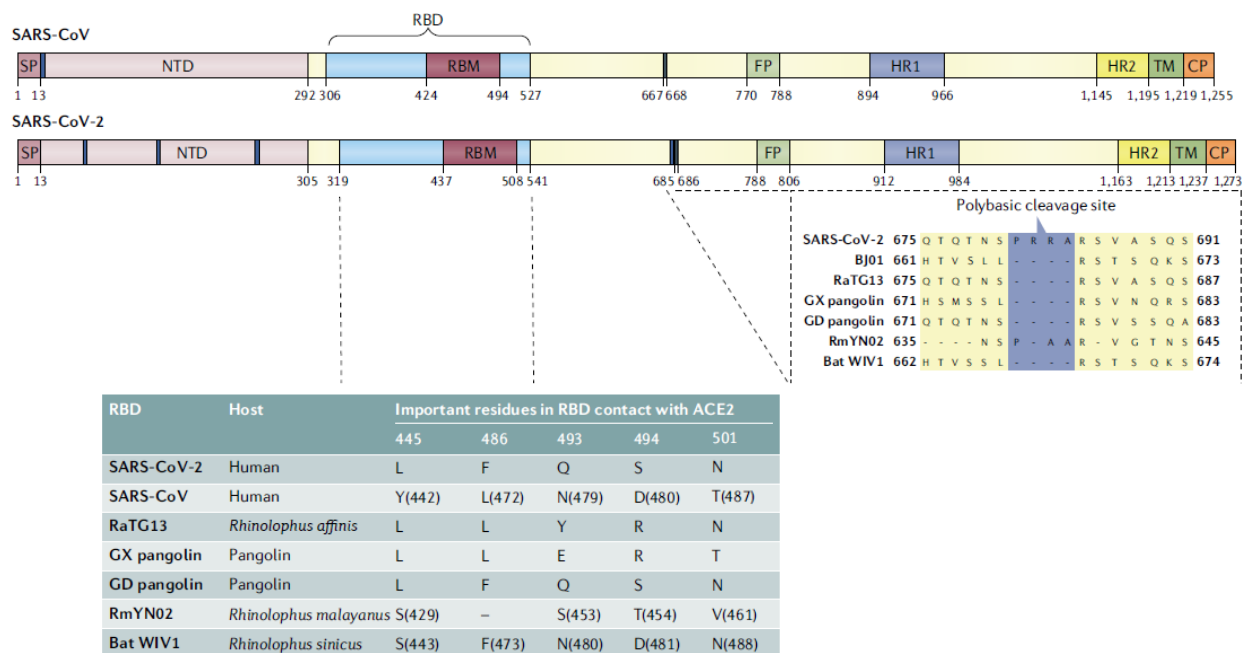 RBD
SARS-CoV
SP NTD RBM FP HR1 HR2 TM CP
1 13 292 306 424 494 527 667 668 770 788 894 966 1,145 1,195 1,219 1,255
SARS-CoV-2
SP NTD RBM FP HR1 HR2 TM CP
1 13 305 319 437 508 541 685 686 788 806 912 984 1,163 1,213 1,237 1,273
Polybasic cleavage site
SARS-CoV-2 675 Q T Q T N S P R R A R S V A S Q S 691
BJ01 661 H T V S L L - - - - R S T S Q K S 673
RaTG13 675 Q T Q T N S - - - - R S V A S Q S 687
GX pangolin 671 H S M S S L - - - - R S V N Q R S 683
GD pangolin 671 Q T Q T N S - - - - R S V S S Q A 683
RmYN02 635 - - - - N S P - A A R - V G T N S 645
Bat WIV1 662 H T V S S L - - - - R S T S Q K S 674
RBD Host Important residues in RBD contact with ACE2
445 486 493 494 501
SARS-CoV-2 Human L F Q S N
SARS-CoV Human Y(442) L(472) N(479) D(480) T(487)
RaTG13 Rhinolophus affinis L L Y R N
GX pangolin Pangolin L L E R T
GD pangolin Pangolin L F Q S N
RmYN02 Rhinolophus malayanus S(429) – S(453) T(454) V(461)
Bat WIV1 Rhinolophus sinicus S(443) F(473) N(480) D(481) N(488)